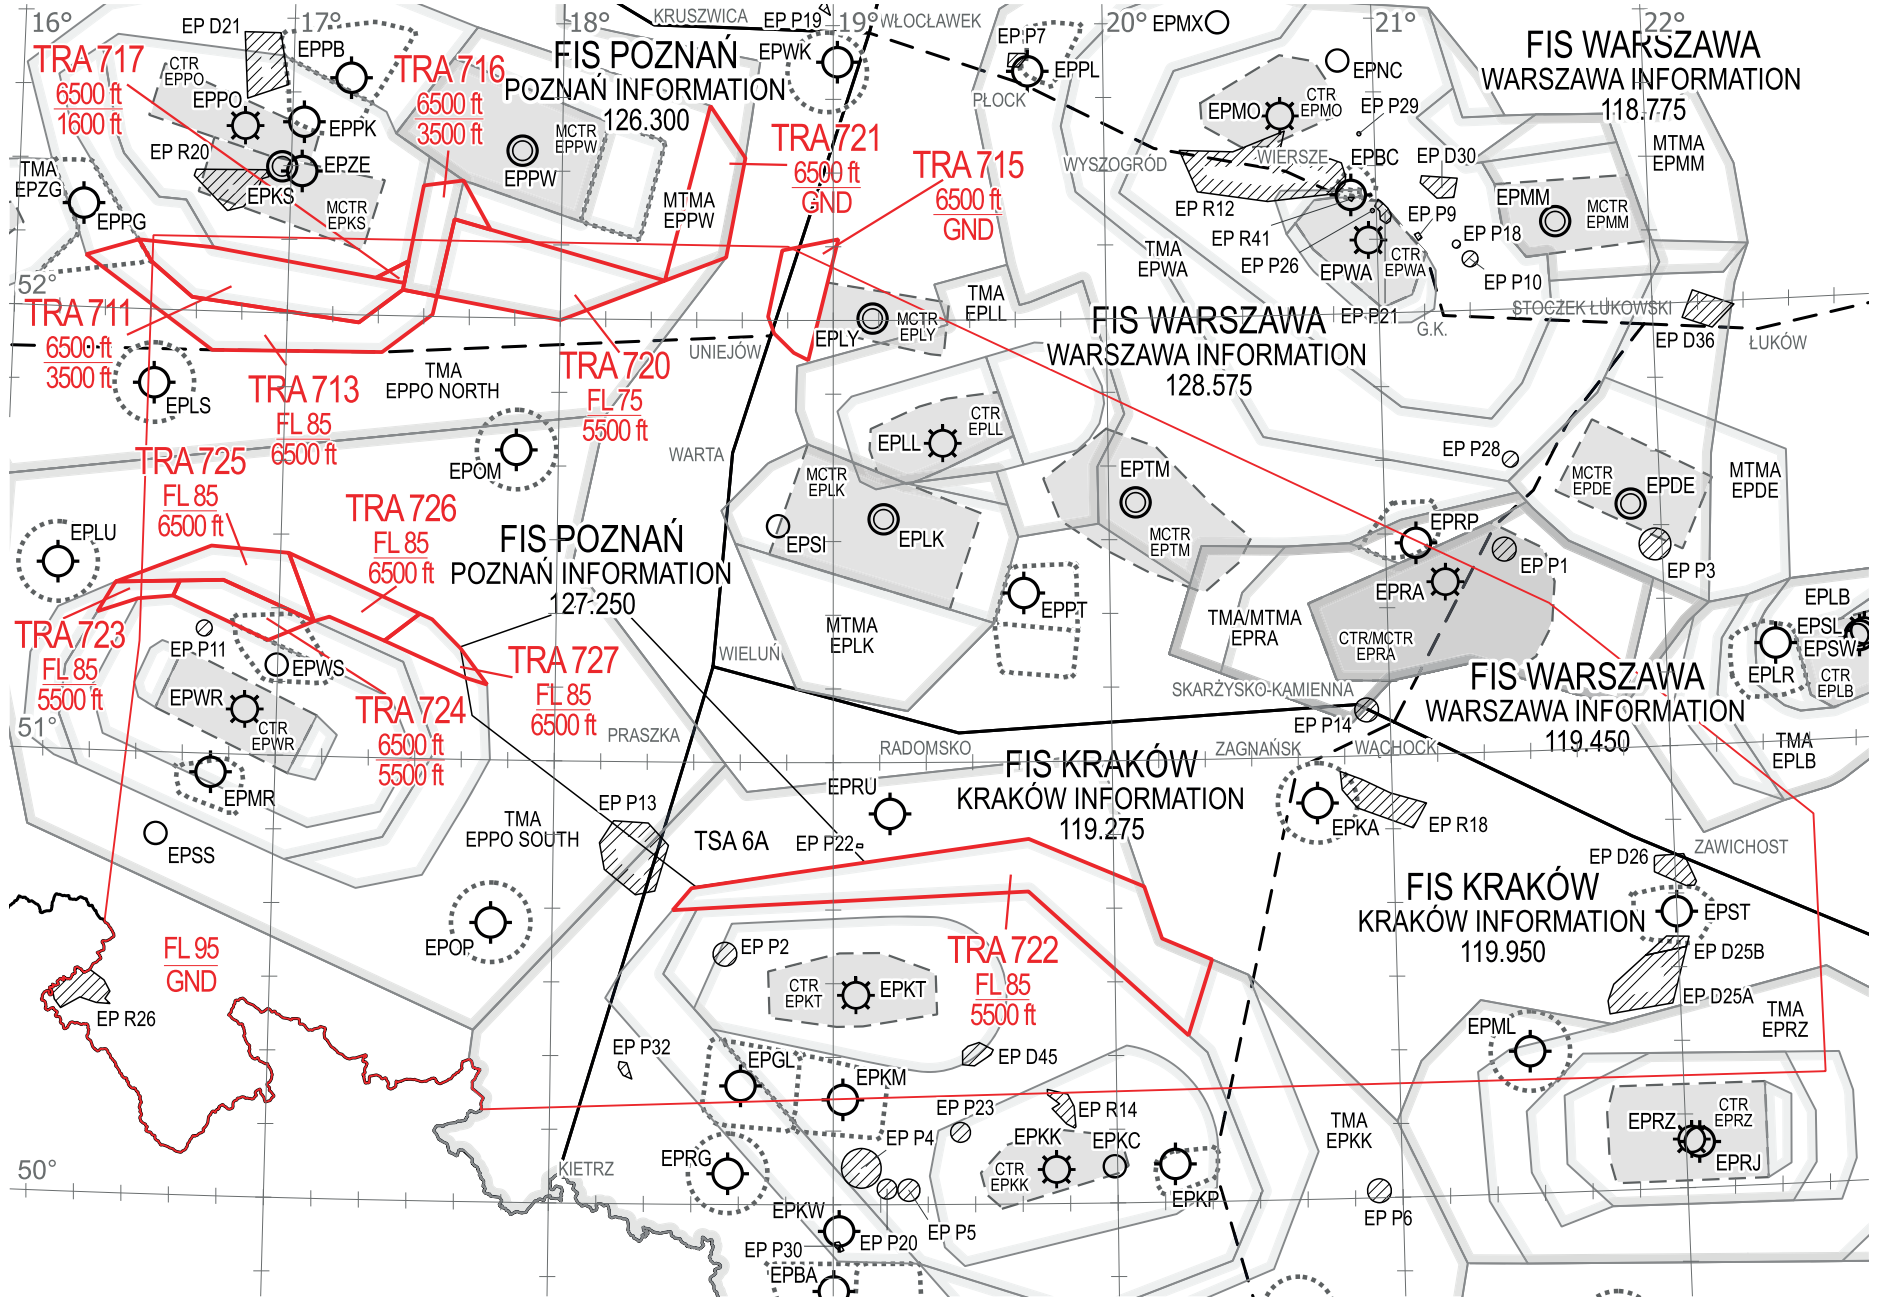 16°
17°
18°
19°
20°
21°
22°
KRUSZWICA
EP P19
WŁOCŁAWEK
EPMX
EP D21
EPPB
FIS POZNAŃ
POZNAŃ INFORMATION
126.300
EPWK
EP P7
EPPL
PŁOCK
EPNC
FIS WARSZAWA
WARSZAWA INFORMATION
118.775
TRA 717
6500 ft
1600 ft
CTR
EPPO
EPPO
EPPK
TRA 716
6500 ft
3500 ft
MCTR
EPPW
EPPW
EPMO
CTR
EPMO
EP P29
MTMA
EPMM
EP R20
EPZE
EPKS
MCTR
EPKS
TMA
EPZG
EPPG
MTMA
EPPW
TRA 721
6500 ft
GND
TRA 715
6500 ft
GND
WYSZOGRÓD
WIERSZE
EPBC
EP D30
EPMM
MCTR
EPMM
EP R12
EP P9
EP R41
EP P18
TMA
EPWA
EP P26
EPWA
CTR
EPWA
EP P10
52°
TRA 711
6500 ft
3500 ft
TMA
EPLL
EP P21
G.K.
STOCZEK ŁUKOWSKI
EP D36
ŁUKÓW
FIS WARSZAWA
WARSZAWA INFORMATION
128.575
EPLY
MCTR
EPLY
UNIEJÓW
TRA 713
FL 85
6500 ft
TMA
EPPO NORTH
TRA 720
FL 75
5500 ft
EPLS
CTR
EPLL
EPLL
EPOM
WARTA
EP P28
TRA 725
FL 85
6500 ft
MCTR
EPLK
EPTM
MCTR
EPDE
EPDE
MTMA
EPDE
TRA 726
FL 85
6500 ft
EPLU
FIS POZNAŃ
POZNAŃ INFORMATION
127.250
EPSI
EPLK
MCTR
EPTM
EPRP
EP P1
EP P3
EPPT
EPRA
EPLB
TRA 723
FL 85
5500 ft
EP P11
EPWS
TRA 727
FL 85
6500 ft
WIELUŃ
MTMA
EPLK
TMA/MTMA
EPRA
CTR/MCTR
EPRA
EPSL
EPSW
EPLR
CTR
EPLB
EPWR
CTR
EPWR
TRA 724
6500 ft
5500 ft
SKARŻYSKO-KAMIENNA
FIS WARSZAWA
WARSZAWA INFORMATION
119.450
51°
PRASZKA
RADOMSKO
EP P14
ZAGNAŃSK
WĄCHOCK
TMA
EPLB
EPMR
FIS KRAKÓW
KRAKÓW INFORMATION
119.275
EPRU
EP P13
EPSS
TMA
EPPO SOUTH
TSA 6A
EP P22
EPKA
EP R18
ZAWICHOST
EP D26
FIS KRAKÓW
KRAKÓW INFORMATION
119.950
EPST
EPOP
EP P2
TRA 722
FL 85
5500 ft
EP D25B
EP D25A
FL 95
GND
CTR
EPKT
EPKT
EP R26
TMA
EPRZ
EPML
EP P32
EPGL
EP D45
EPKM
EP P23
EP R14
TMA
EPKK
EP P4
EPKK
EPKC
CTR
EPKK
EPRZ
CTR
EPRZ
EPRJ
50°
KIETRZ
EPRG
EPKP
EPKW
EP P20
EP P5
EP P6
EP P30
EPBA